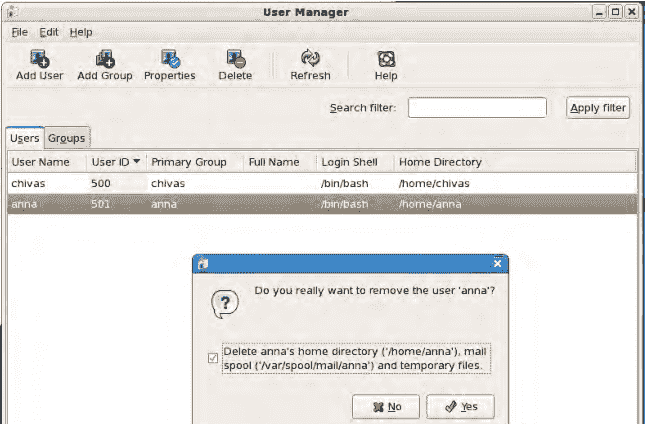 User Manager
File Edit Help
Add User Add Group Properties Delete Refresh Help
Search filter: Apply filter
Users Groups
User Name User ID Primary Group Full Name Login Shell Home Directory
chivas 500 chivas /bin/bash /home/chivas
anna 501 anna /bin/bash /home/anna
Do you really want to remove the user 'anna'?
Delete anna's home directory ('/home/anna'), mail
spool ('/var/spool/mail/anna') and temporary files.
No Yes